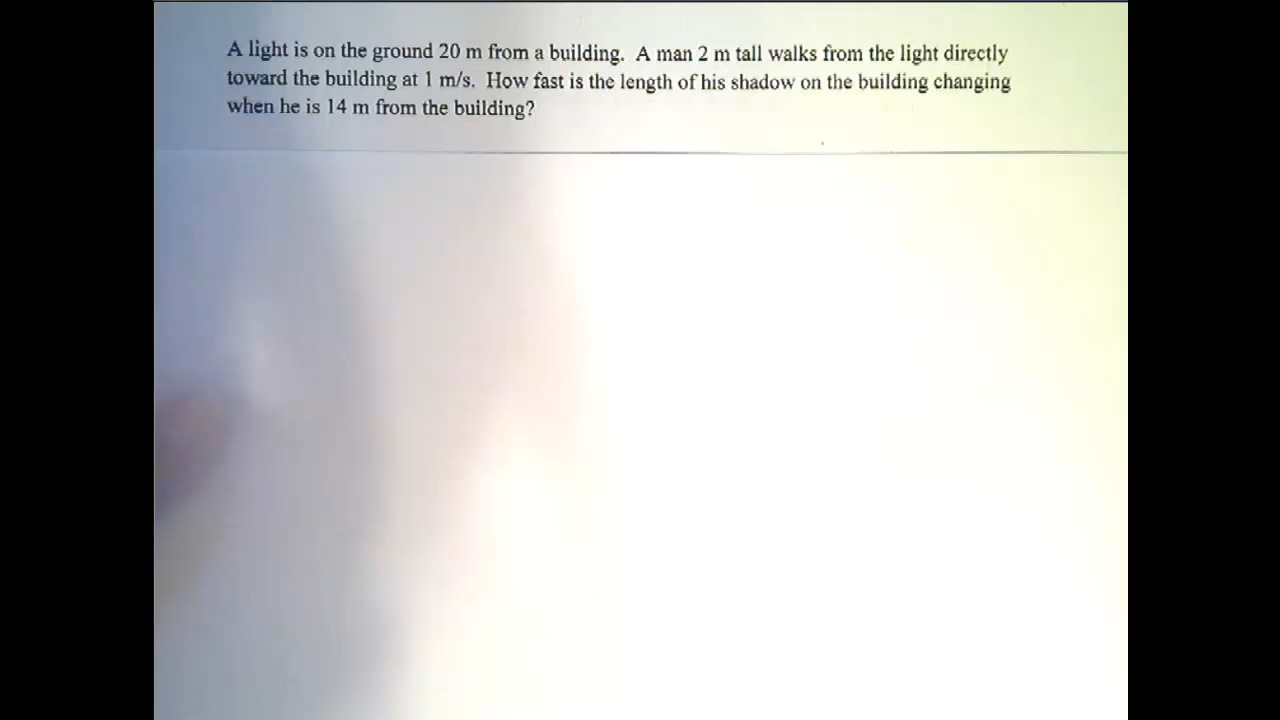 A light is on the ground 20 m from a building. A man 2 m tall walks from the light directly
toward the building at 1 m/s. How fast is the length of his shadow on the building changing
when he is 14 m from the building?